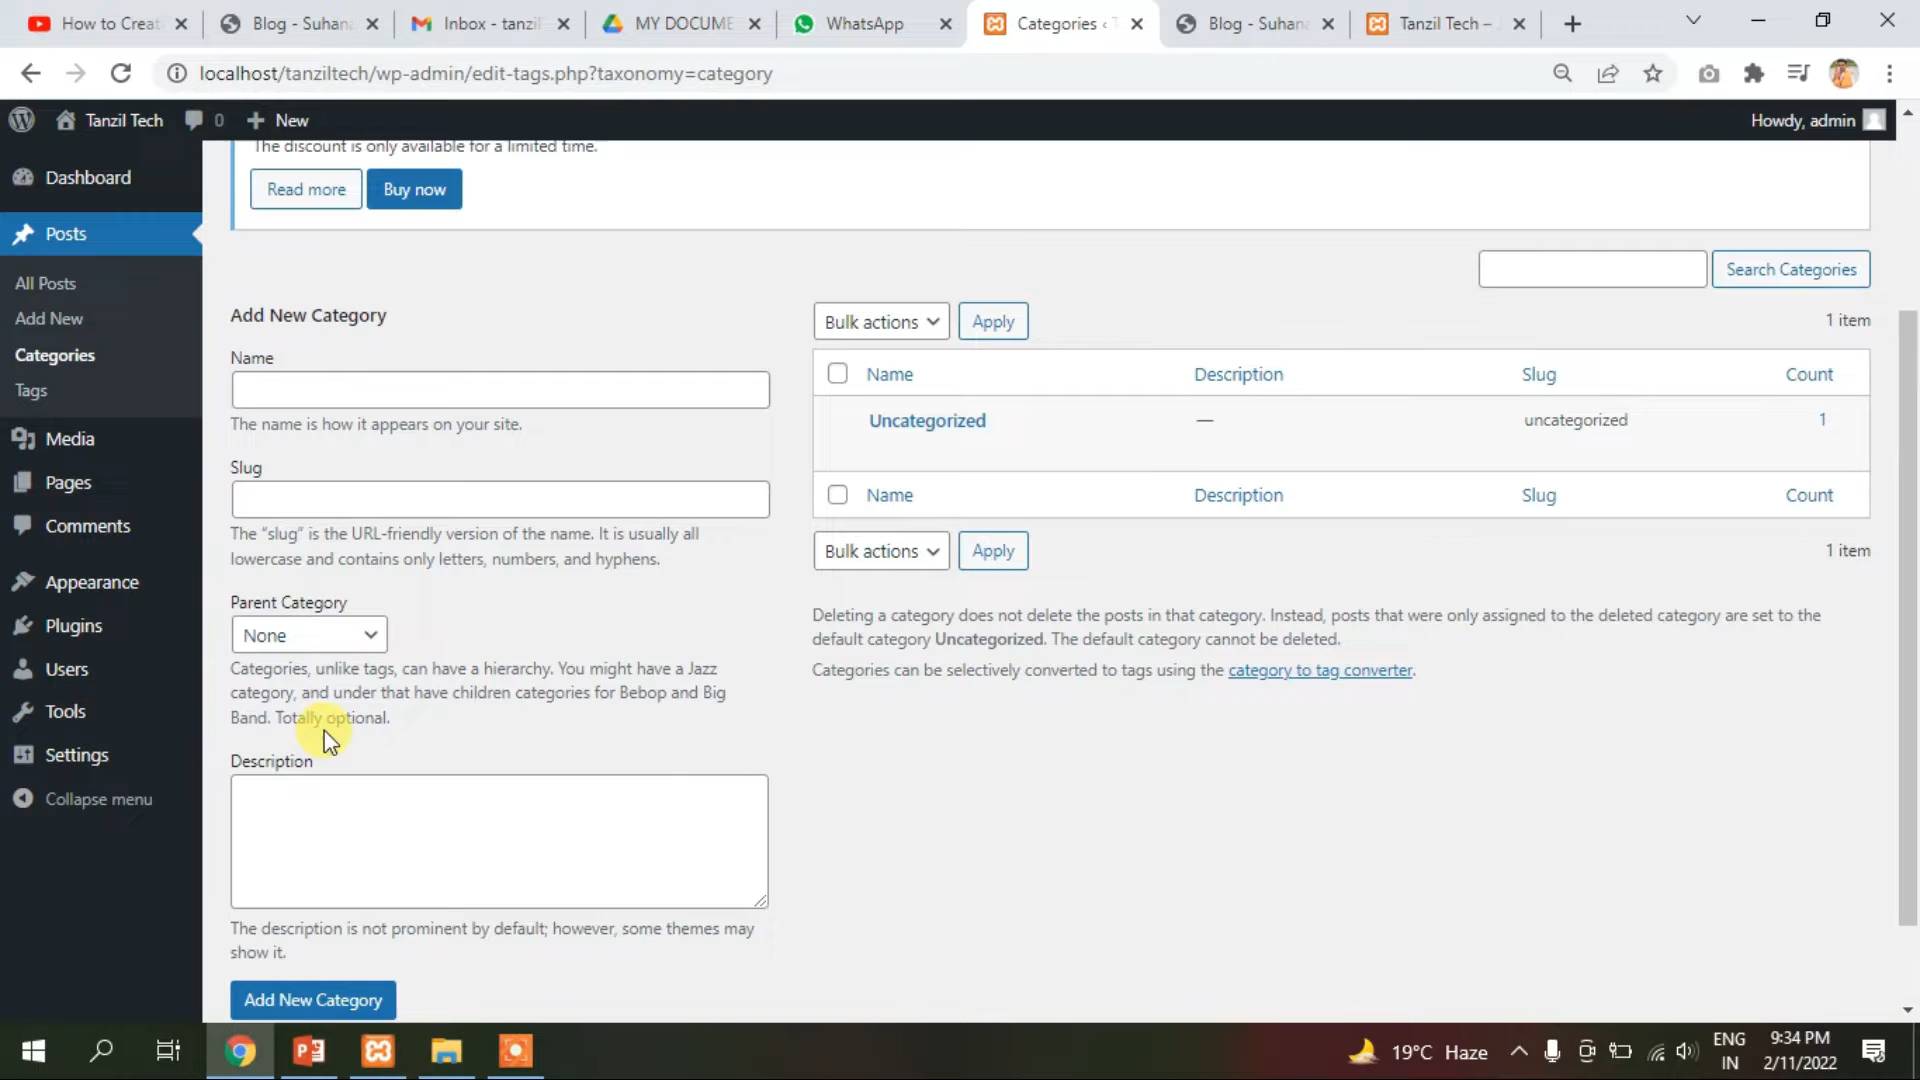 How to Creat
Blog - Suhana
Inbox - tanzil
MY DOCUME
WhatsApp
Categories ‹ T
Blog - Suhana
Tanzil Tech –
localhost/tanziltech/wp-admin/edit-tags.php?taxonomy=category
Tanzil Tech
0
New
Howdy, admin
Dashboard
Posts
All Posts
Add New
Categories
Tags
Media
Pages
Comments
Appearance
Plugins
Users
Tools
Settings
Collapse menu
The discount is only available for a limited time.
Read more
Buy now
Search Categories
Add New Category
Name
The name is how it appears on your site.
Slug
The “slug” is the URL-friendly version of the name. It is usually all
lowercase and contains only letters, numbers, and hyphens.
Parent Category
None
Categories, unlike tags, can have a hierarchy. You might have a Jazz
category, and under that have children categories for Bebop and Big
Band. Totally optional.
Description
The description is not prominent by default; however, some themes may
show it.
Add New Category
Bulk actions
Apply
1 item
Name Description Slug Count
Uncategorized — uncategorized 1
Name Description Slug Count
Bulk actions
Apply
1 item
Deleting a category does not delete the posts in that category. Instead, posts that were only assigned to the deleted category are set to the
default category Uncategorized. The default category cannot be deleted.
Categories can be selectively converted to tags using the category to tag converter.
19°C Haze
ENG
IN
9:34 PM
2/11/2022